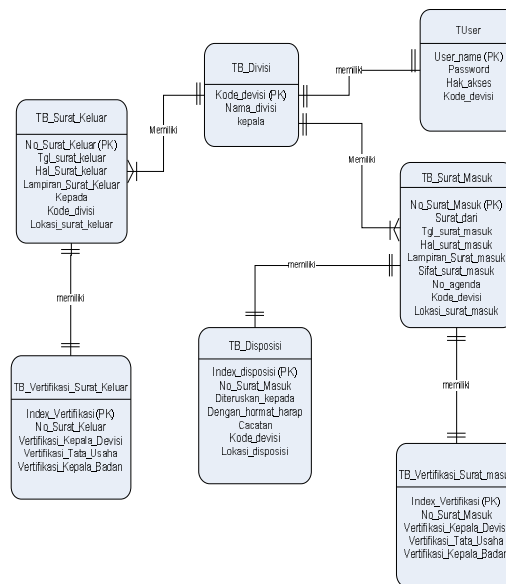 TUser
User_name (PK)
Password
Hak_akses
Kode_devisi
TB_Divisi
Kode_devisi (PK)
Nama_divisi
kepala
memiliki
TB_Surat_Keluar
No_Surat_Keluar (PK)
Tgl_surat_keluar
Hal_Surat_keluar
Lampiran_Surat_Keluar
Kepada
Kode_divisi
Lokasi_surat_keluar
Memiliki
Memiliki
TB_Surat_Masuk
No_Surat_Masuk (PK)
Surat_dari
Tgl_surat_masuk
Hal_surat_masuk
Lampiran_Surat_masuk
Sifat_surat_masuk
No_agenda
Kode_devisi
Lokasi_surat_masuk
memiliki
memiliki
TB_Disposisi
Index_disposisi (PK)
No_Surat_Masuk
Diteruskan_kepada
Dengan_hormat_harap
Cacatan
Kode_devisi
Lokasi_disposisi
TB_Vertifikasi_Surat_Keluar
Index_Vertifikasi (PK)
No_Surat_Keluar
Vertifikasi_Kepala_Devisi
Vertifikasi_Tata_Usaha
Vertifikasi_Kepala_Badan
memiliki
TB_Vertifikasi_Surat_masu
Index_Vertifikasi (PK)
No_Surat_Masuk
Vertifikasi_Kepala_Devisi
Vertifikasi_Tata_Usaha
Vertifikasi_Kepala_Badan